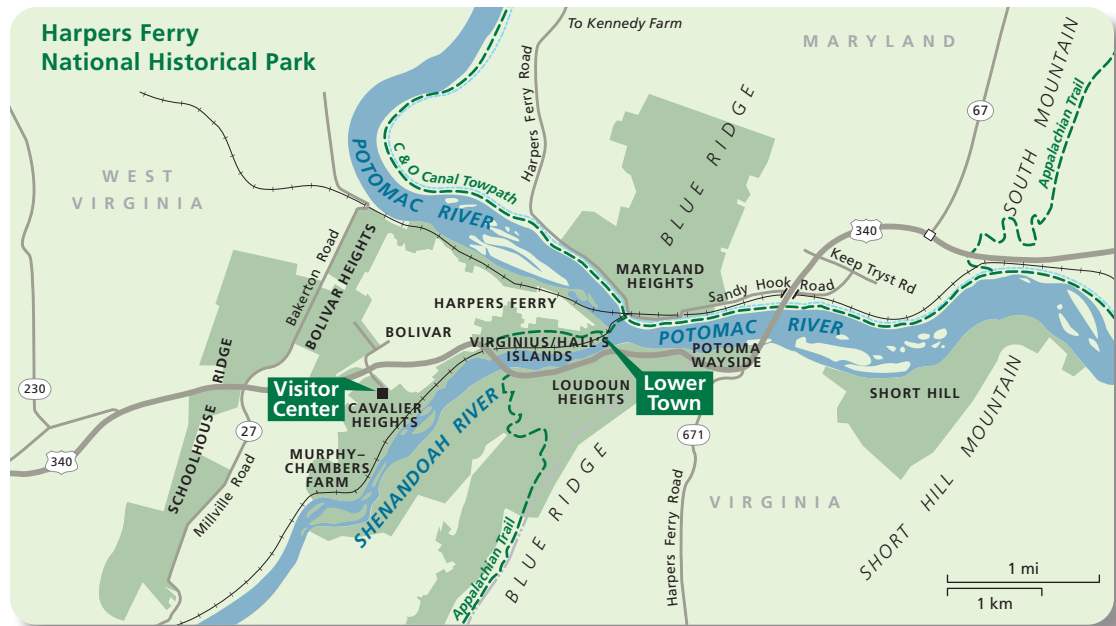 Harpers Ferry
National Historical Park
To Kennedy Farm
MARYLAND
Harpers Ferry Road
BLUE RIDGE
67
SOUTH MOUNTAIN
Appalachian Trail
WEST
VIRGINIA
POTOMAC RIVER
C & O Canal Towpath
340
Keep Tryst Rd
Bakerton Road
BOLIVAR HEIGHTS
MARYLAND
HEIGHTS
Sandy Hook Road
HARPERS FERRY
BOLIVAR
VIRGINIUS/HALL'S
ISLANDS
POTOMAC RIVER
POTOMA
WAYSIDE
SCHOOLHOUSE RIDGE
230
Visitor
Center
CAVALIER
HEIGHTS
LOUDOUN
HEIGHTS
Lower
Town
SHORT HILL
27
671
340
MURPHY–
CHAMBERS
FARM
Millville Road
SHENANDOAH RIVER
Appalachian Trail
BLUE RIDGE
Harpers Ferry Road
VIRGINIA
SHORT HILL MOUNTAIN
1 mi
1 km